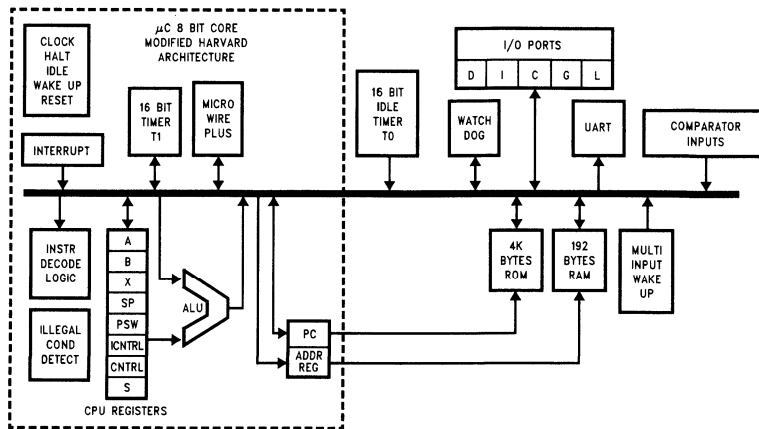 CLOCK
HALT
IDLE
WAKE UP
RESET
μC 8 BIT CORE
MODIFIED HARVARD
ARCHITECTURE
16 BIT
TIMER
T1
MICRO
WIRE
PLUS
INTERRUPT
16 BIT
IDLE
TIMER
T0
WATCH
DOG
I/O PORTS
D I C G L
UART
COMPARATOR
INPUTS
INSTR
DECODE
LOGIC
ILLEGAL
COND
DETECT
A
B
X
SP
PSW
ICNTRL
CNTRL
S
CPU REGISTERS
ALU
PC
ADDR
REG
4K
BYTES
ROM
192
BYTES
RAM
MULTI
INPUT
WAKE
UP